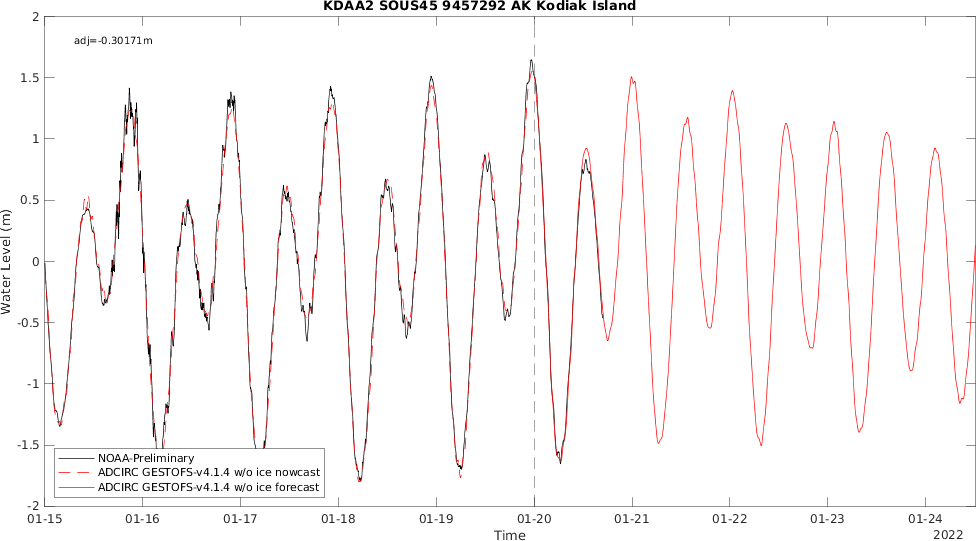 KDAA2 SOUS45 9457292 AK Kodiak Island
adj=-0.30171m
2
1.5
1
0.5
0
-0.5
-1
-1.5
-2
Water Level (m)
NOAA-Preliminary
ADCIRC GESTOFS-v4.1.4 w/o ice nowcast
ADCIRC GESTOFS-v4.1.4 w/o ice forecast
01-15 01-16 01-17 01-18 01-19 01-20 01-21 01-22 01-23 01-24
Time
2022